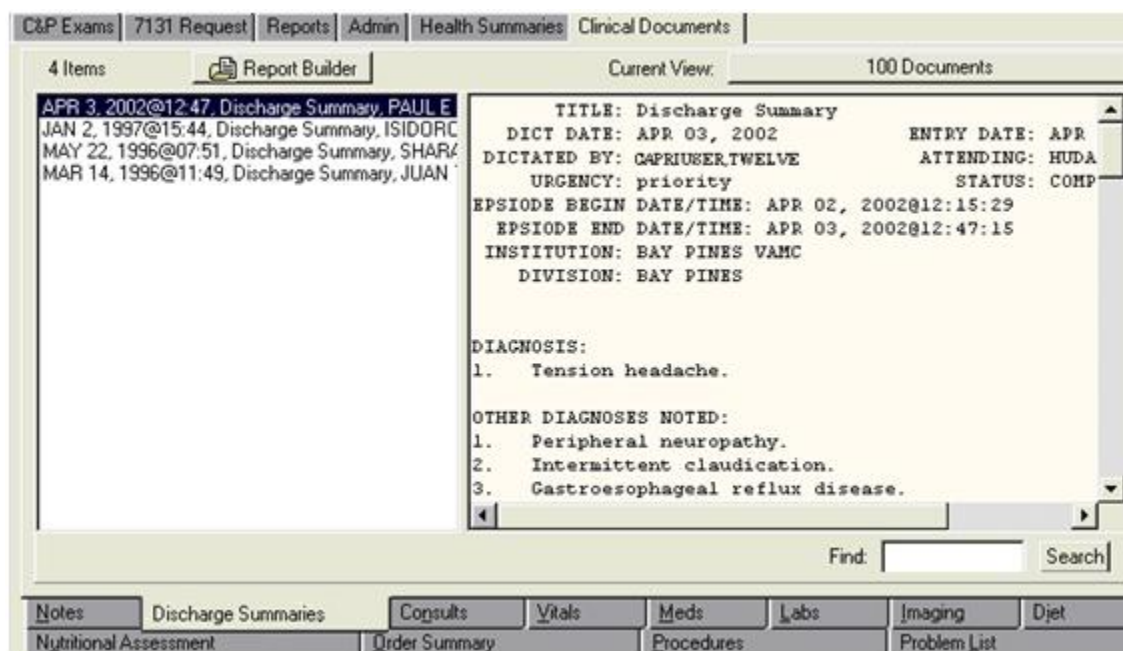 C&P Exams 7131 Request Reports Admin Health Summaries Clinical Documents
4 Items Report Builder Current View: 100 Documents
APR 3, 2002@12:47, Discharge Summary, PAUL E
JAN 2, 1997@15:44, Discharge Summary, ISIDORC
MAY 22, 1996@07:51, Discharge Summary, SHARA
MAR 14, 1996@11:49, Discharge Summary, JUAN
TITLE: Discharge Summary
DICT DATE: APR 03, 2002 ENTRY DATE: APR
DICTATED BY: CAPRIUSER,TWELVE ATTENDING: HUDA
URGENCY: priority STATUS: COMP
EPSIODE BEGIN DATE/TIME: APR 02, 2002@12:15:29
EPSIODE END DATE/TIME: APR 03, 2002@12:47:15
INSTITUTION: BAY PINES VAMC
DIVISION: BAY PINES
DIAGNOSIS:
1. Tension headache.
OTHER DIAGNOSES NOTED:
1. Peripheral neuropathy.
2. Intermittent claudication.
3. Gastroesophageal reflux disease.
Find: Search
Notes Discharge Summaries Consults Vitals Meds Labs Imaging Diet
Nutritional Assessment Order Summary Procedures Problem List